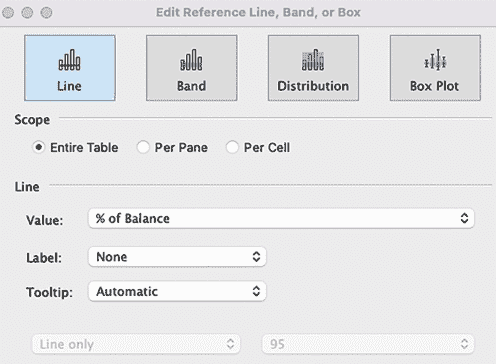 Edit Reference Line, Band, or Box
Line Band Distribution Box Plot
Scope
Entire Table Per Pane Per Cell
Line
Value: % of Balance
Label: None
Tooltip: Automatic
Line only 95